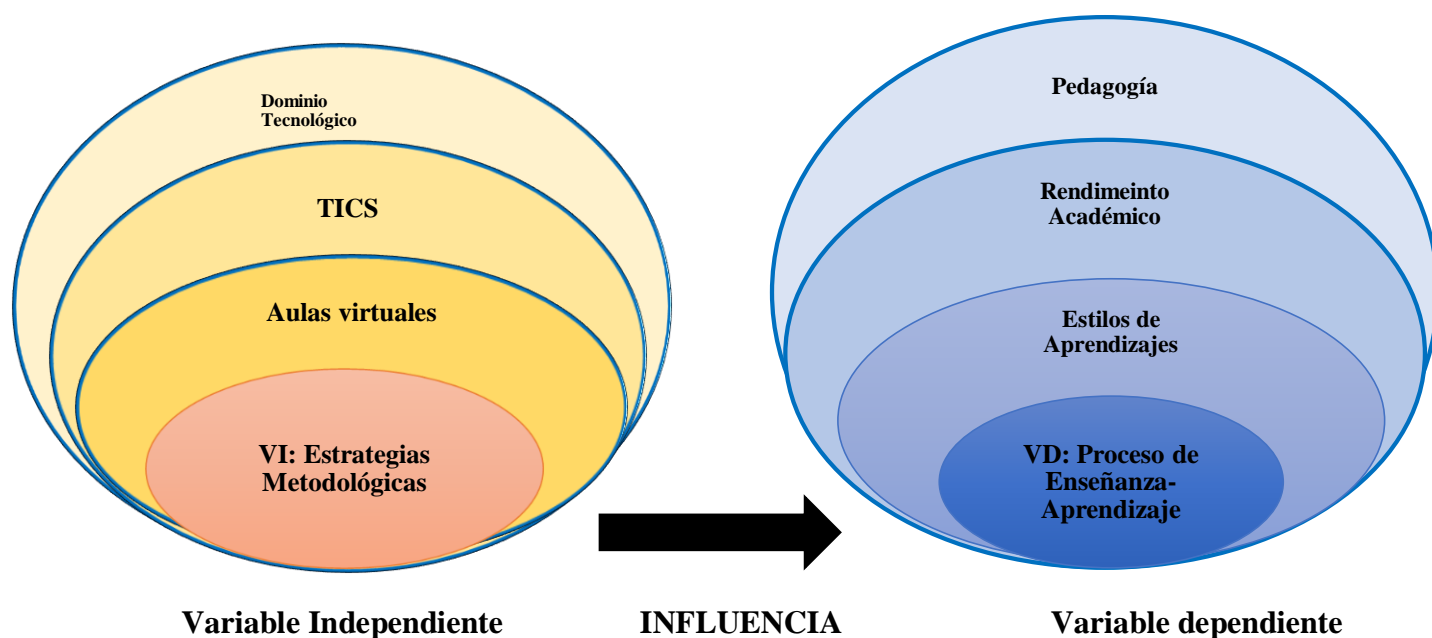 Dominio
Tecnológico
TICS
Aulas virtuales
VI: Estrategias
Metodológicas
Pedagogía
Rendimeinto
Académico
Estilos de
Aprendizajes
VD: Proceso de
Enseñanza-
Aprendizaje
Variable Independiente
INFLUENCIA
Variable dependiente